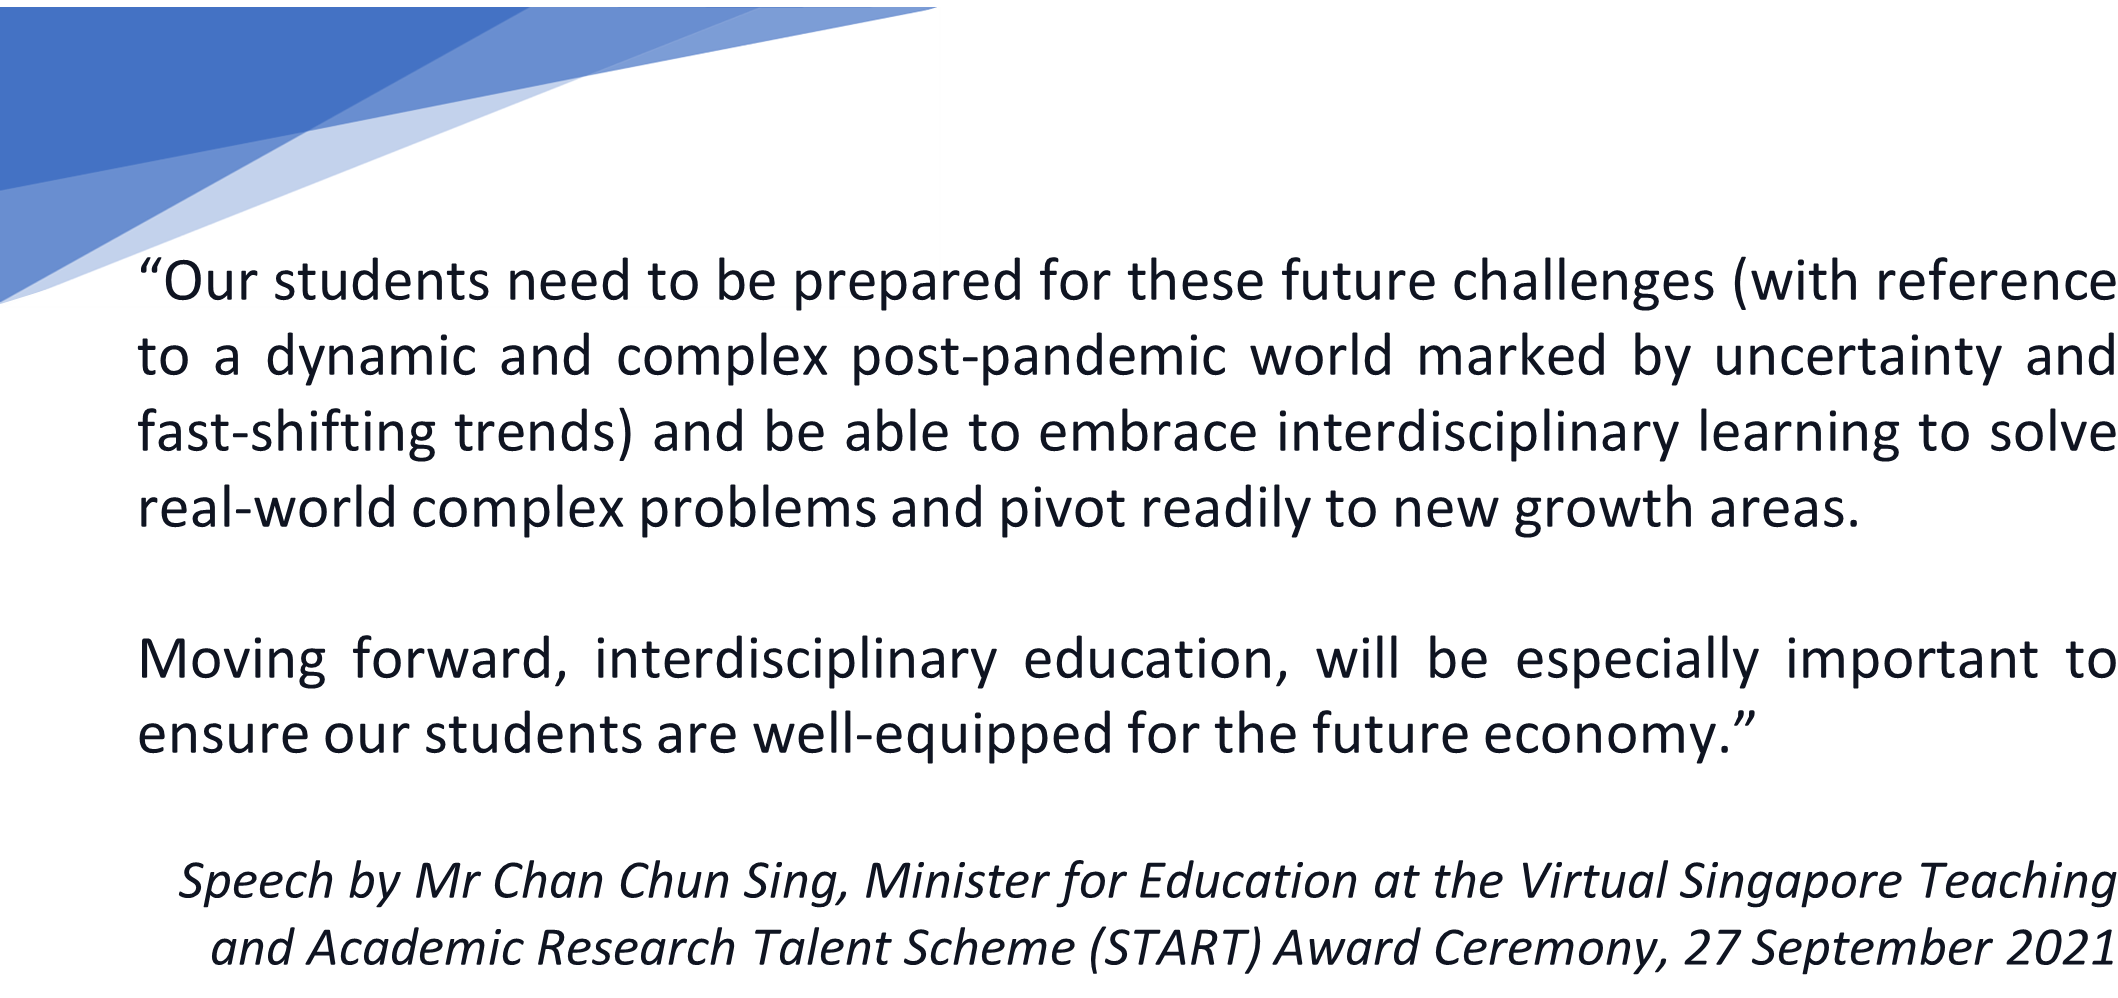 “Our students need to be prepared for these future challenges (with reference
to a dynamic and complex post-pandemic world marked by uncertainty and
fast-shifting trends) and be able to embrace interdisciplinary learning to solve
real-world complex problems and pivot readily to new growth areas.
Moving forward, interdisciplinary education, will be especially important to
ensure our students are well-equipped for the future economy.”
Speech by Mr Chan Chun Sing, Minister for Education at the Virtual Singapore Teaching
and Academic Research Talent Scheme (START) Award Ceremony, 27 September 2021